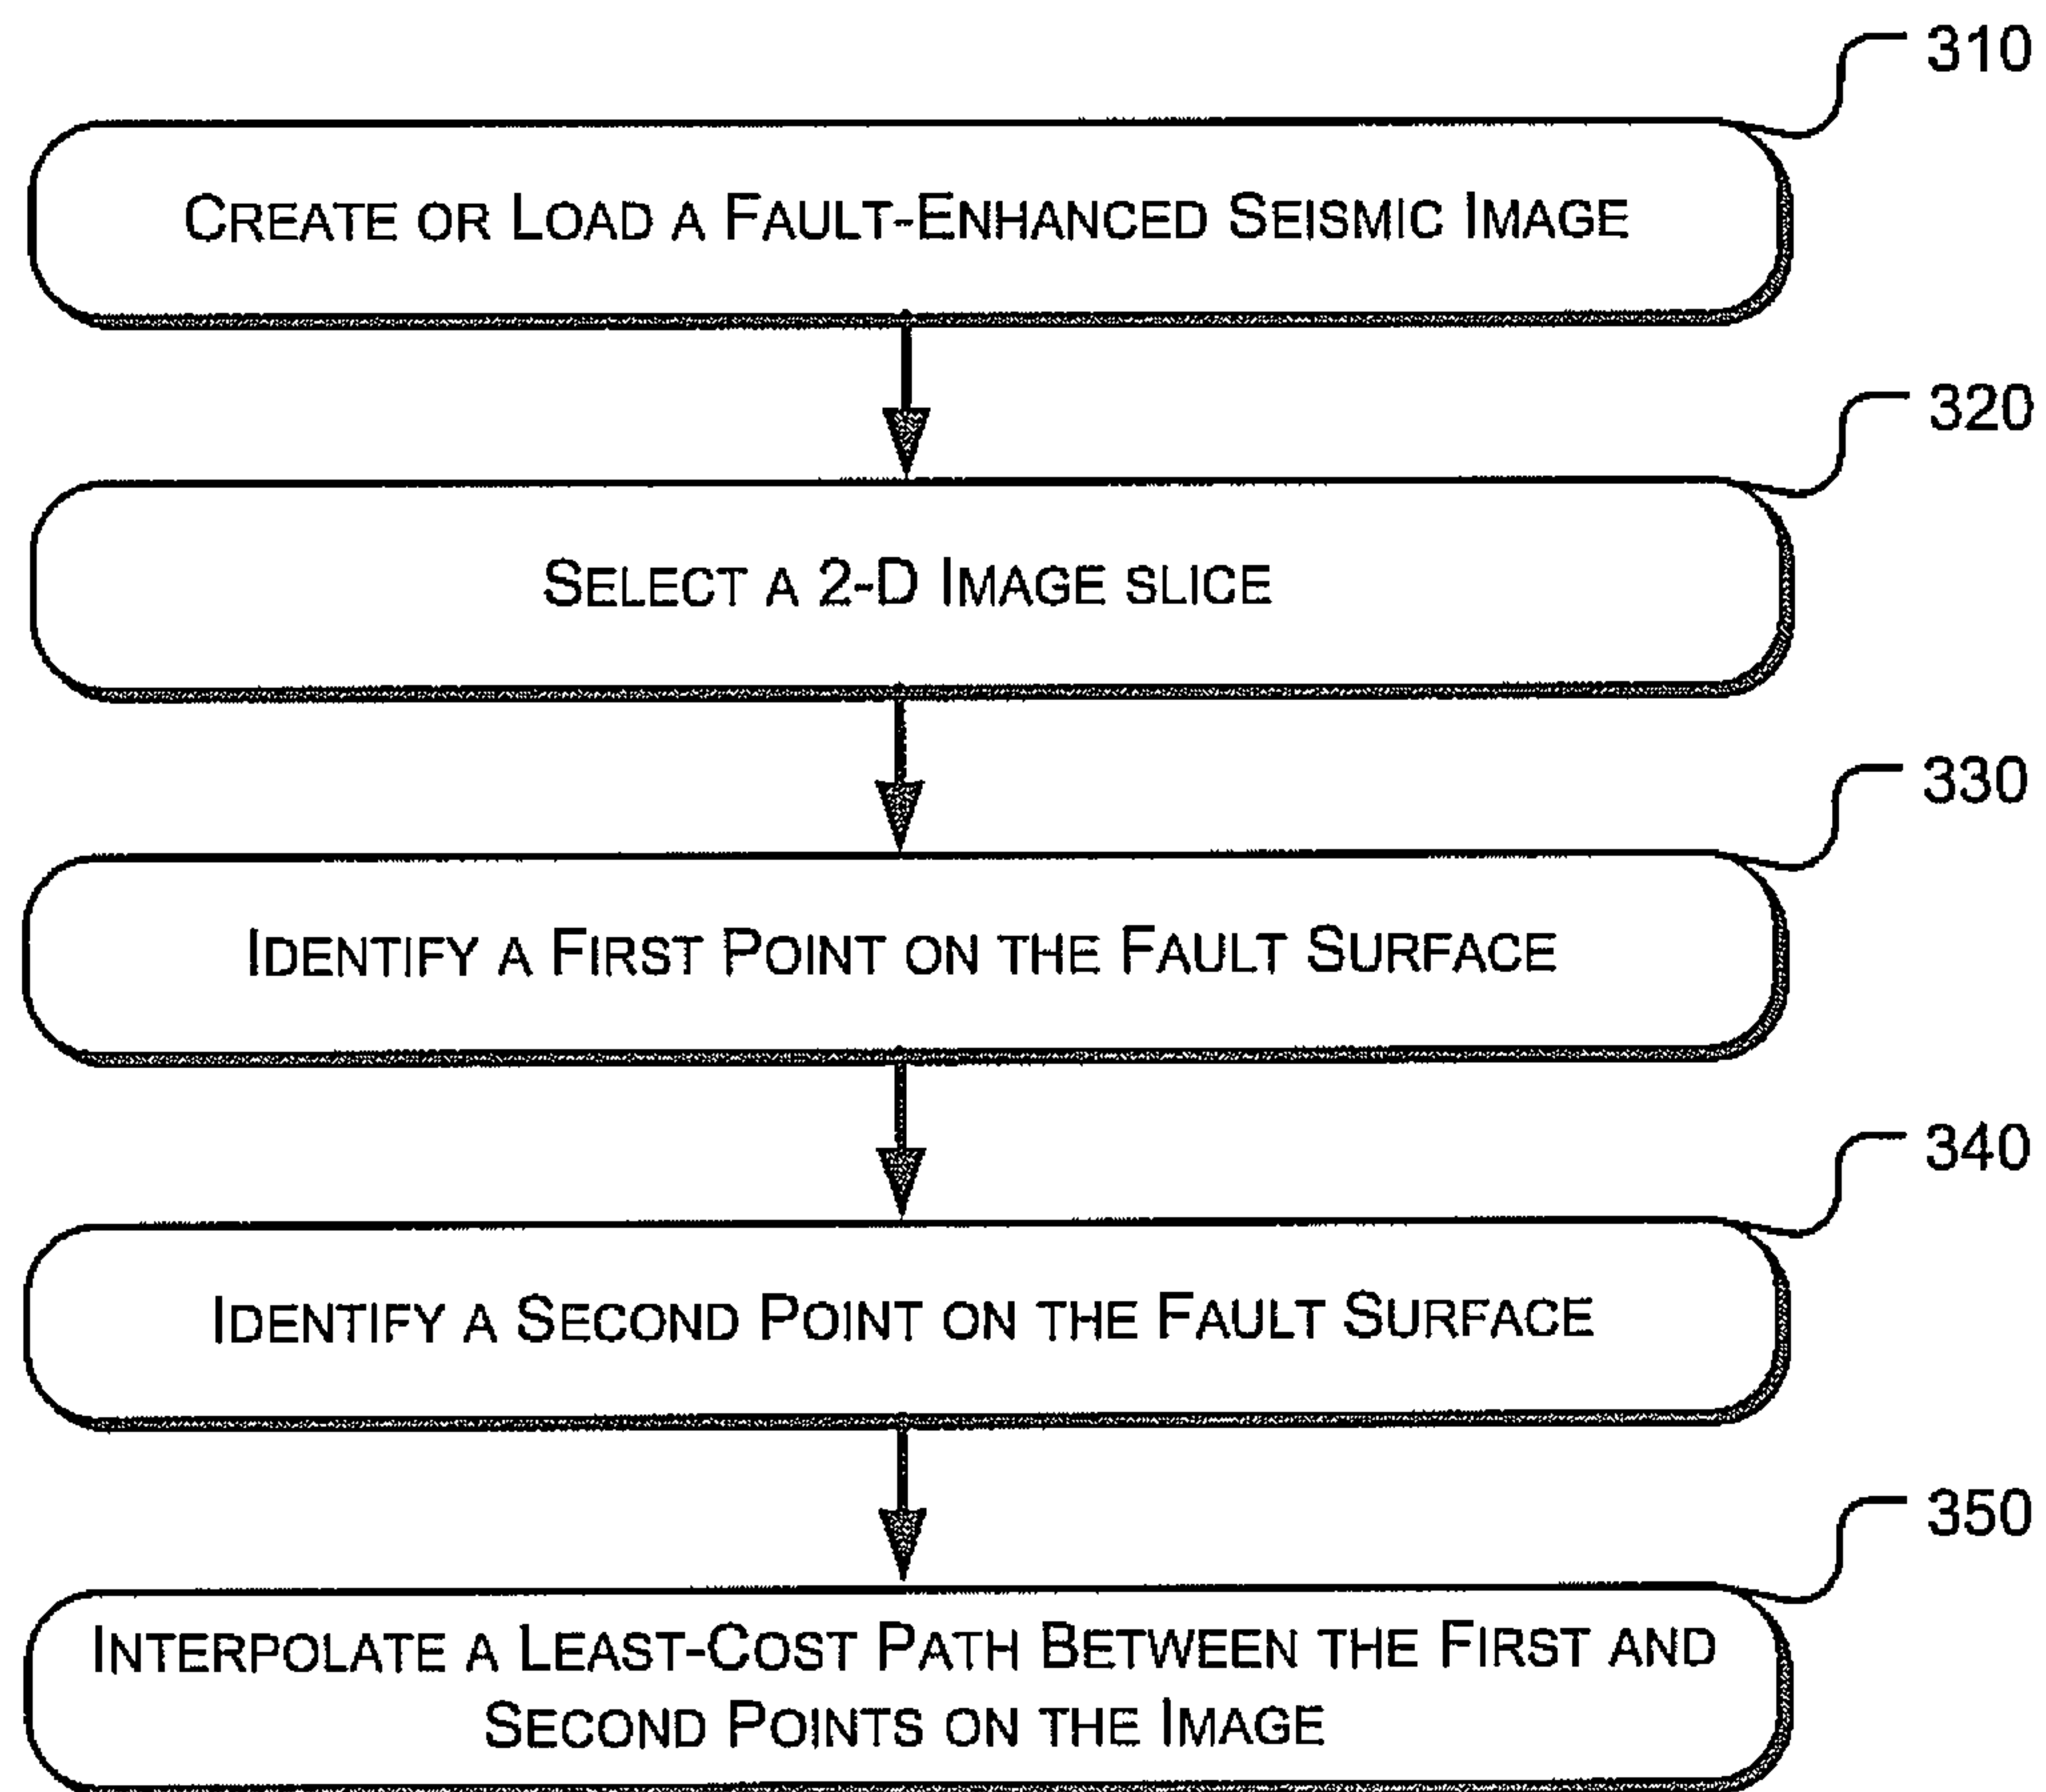 310
CREATE OR LOAD A FAULT-ENHANCED SEISMIC IMAGE
320
SELECT A 2-D IMAGE SLICE
330
IDENTIFY A FIRST POINT ON THE FAULT SURFACE
340
IDENTIFY A SECOND POINT ON THE FAULT SURFACE
350
INTERPOLATE A LEAST-COST PATH BETWEEN THE FIRST AND
SECOND POINTS ON THE IMAGE